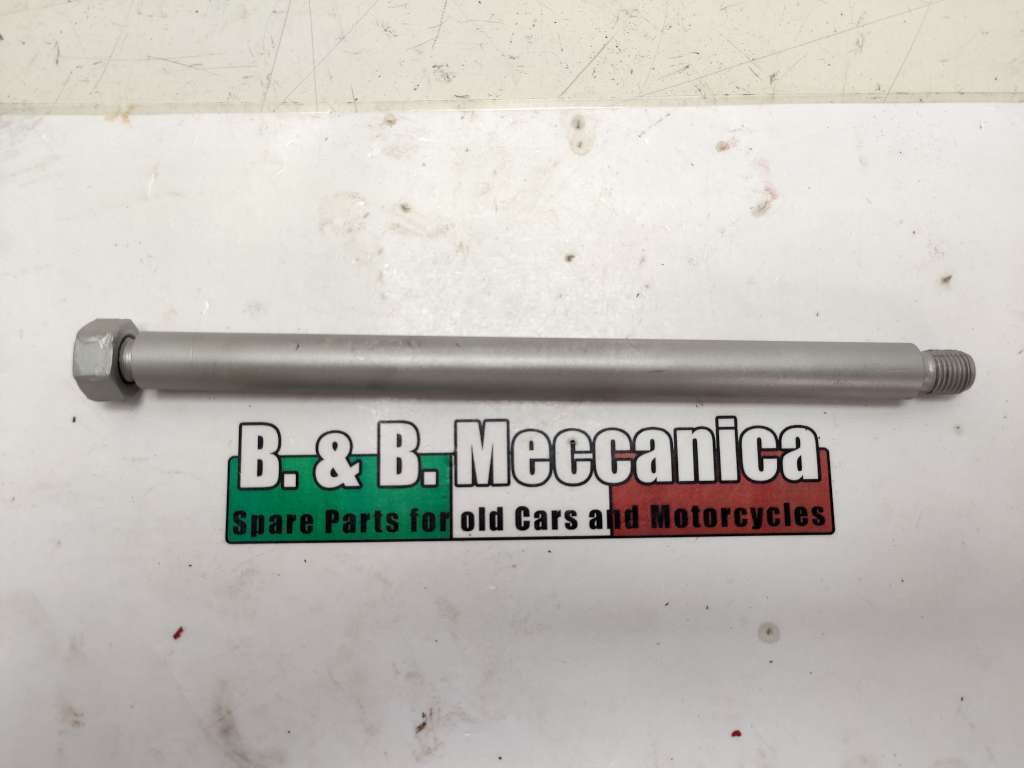 B. & B. Meccanica
Spare Parts for old Cars and Motorcycles